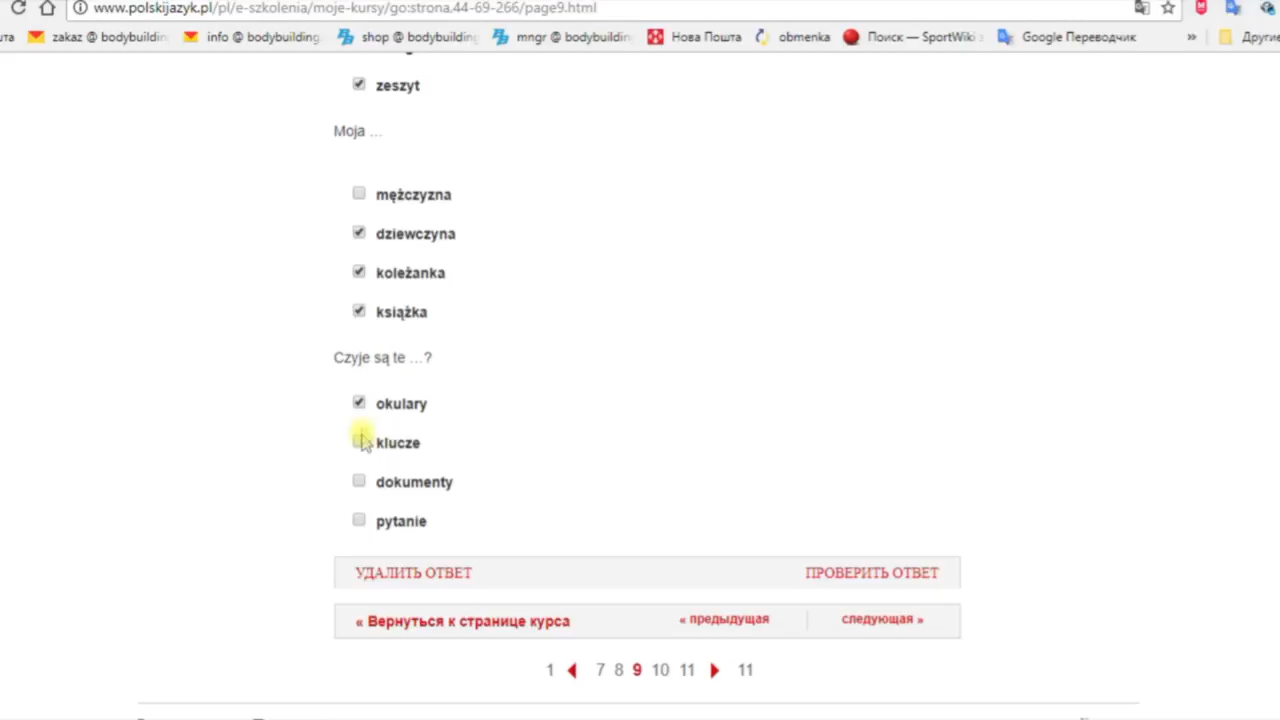 www.polskijazyk.pl/pl/e-szkolenia/moje-kursy/go:strona.44-69-266/page9.html
zakaz @ bodybuildin info @ bodybuilding shop @ bodybuilding mngr @ bodybuildin Нова Пошта obmenka Поиск — SportWiki Google Переводчик » Другие
zeszyt
Moja ...
mężczyzna
dziewczyna
koleżanka
książka
Czyje są te ...?
okulary
klucze
dokumenty
pytanie
УДАЛИТЬ ОТВЕТ ПРОВЕРИТЬ ОТВЕТ
« Вернуться к странице курса « предыдущая следующая »
1 7 8 9 10 11 11